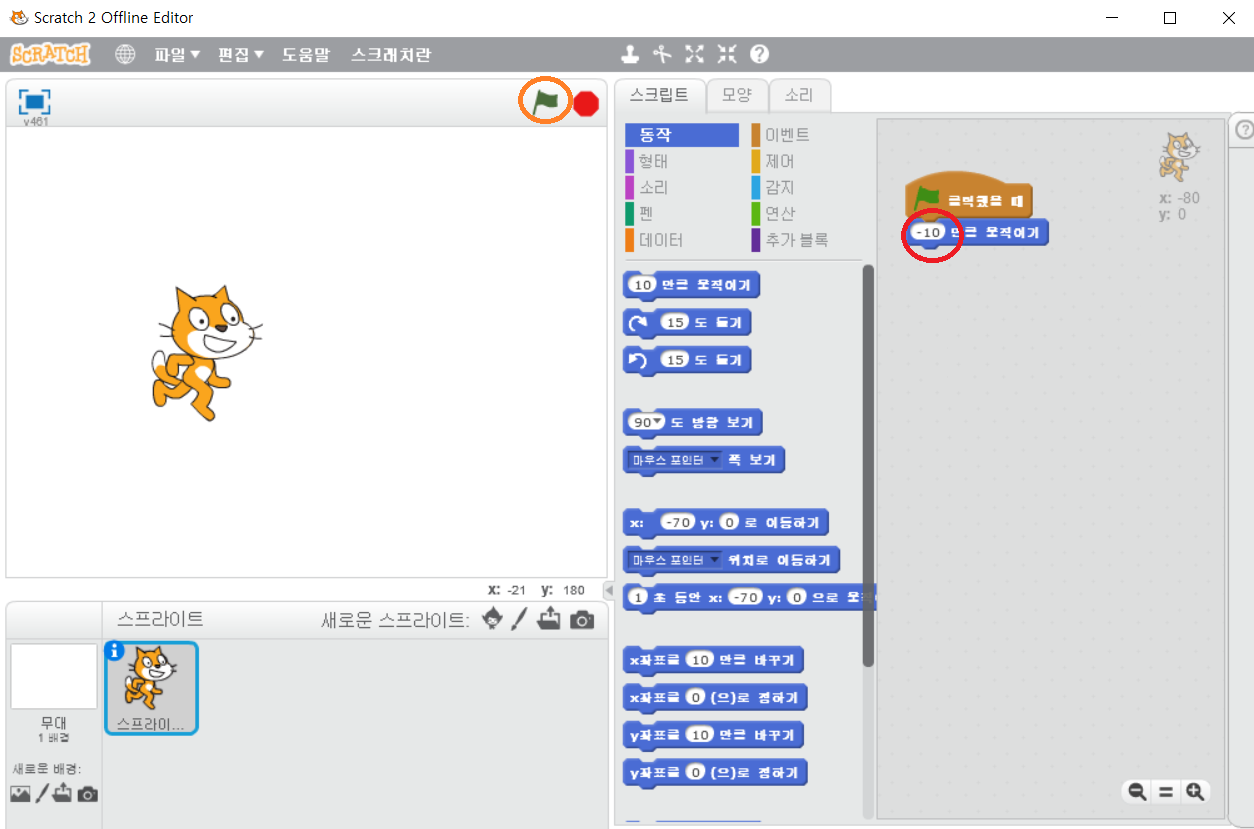 Scratch 2 Offline Editor
SCRATCH 파일 편집 도움말 스크래치란
v461
스크립트 모양 소리
동작 이벤트
형태 제어
소리 감지
펜 연산
데이터 추가 블록
10 만큼 움직이기
15 도 돌기
15 도 돌기
90 도 방향 보기
마우스 포인터 쪽 보기
x: -70 y: 0 로 이동하기
마우스 포인터 위치로 이동하기
1 초 동안 x: -70 y: 0 으로
x좌표를 10 만큼 바꾸기
x좌표를 0 (으)로 정하기
y좌표를 10 만큼 바꾸기
y좌표를 0 (으)로 정하기
클릭했을 때
-10 만큼 움직이기
x: -80
y: 0
x: -21 y: 180
스프라이트 새로운 스프라이트:
스프라이...
무대
1 배경
새로운 배경: